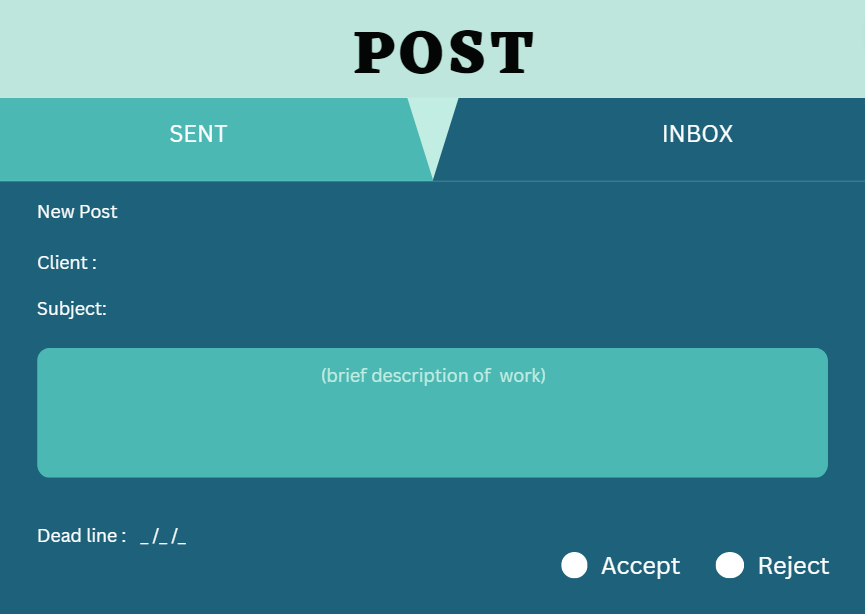 POST
SENT
INBOX
New Post
Client :
Subject:
(brief description of  work)
Dead line :   _ /_ /_
Accept
Reject